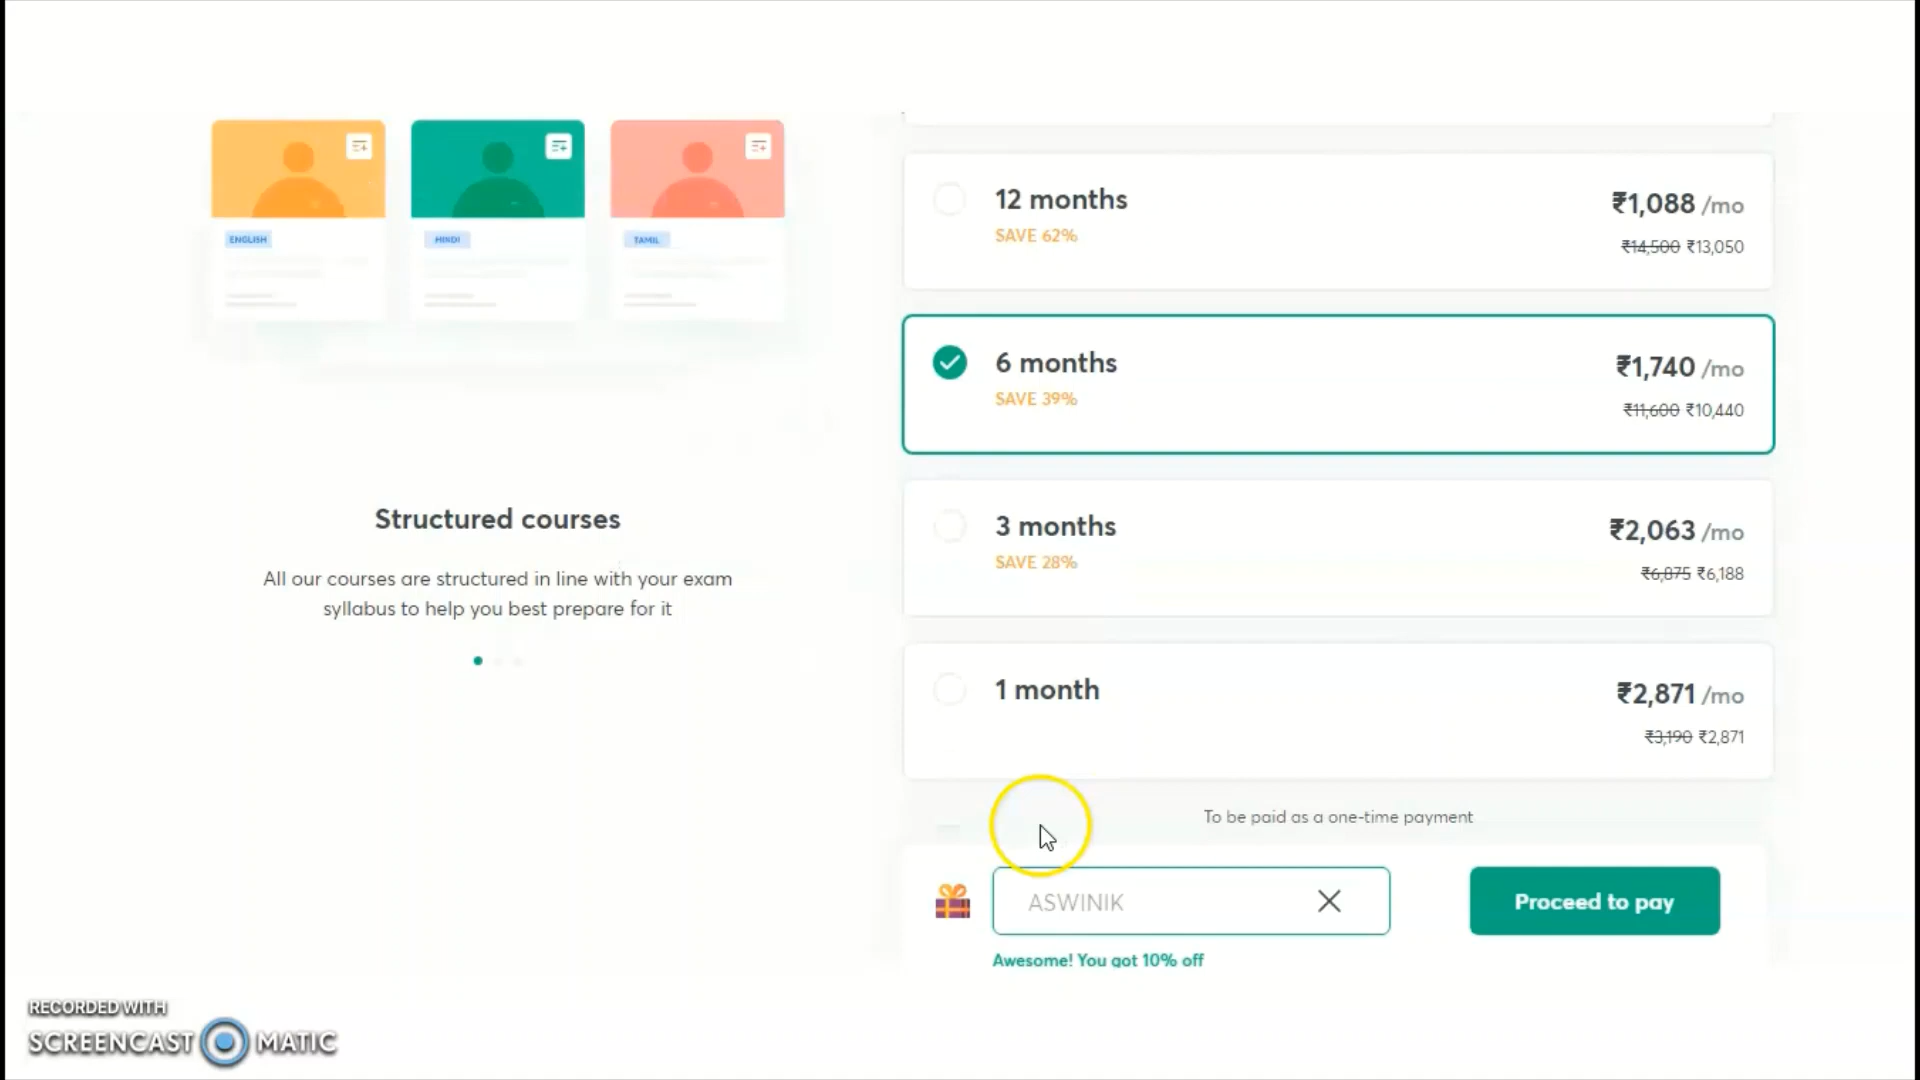 ENGLISH
HINDI
TAMIL
Structured courses
All our courses are structured in line with your exam
syllabus to help you best prepare for it
12 months
₹1,088 /mo
SAVE 62%
₹14,500 ₹13,050
6 months
₹1,740 /mo
SAVE 39%
₹11,600 ₹10,440
3 months
₹2,063 /mo
SAVE 28%
₹6,875 ₹6,188
1 month
₹2,871 /mo
₹3,190 ₹2,871
To be paid as a one-time payment
ASWINIK
Proceed to pay
Awesome! You got 10% off
RECORDED WITH
SCREENCAST MATIC